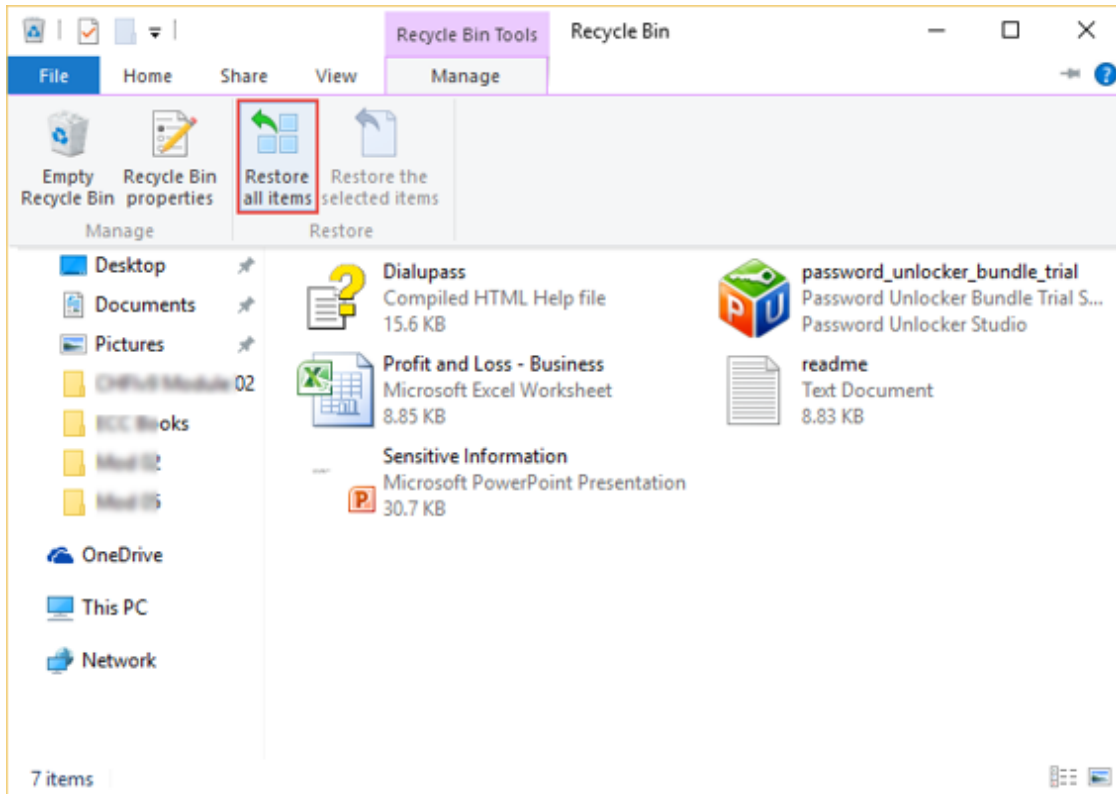 Recycle Bin Tools
Recycle Bin
File
Home
Share
View
Manage
Empty
Recycle Bin
Recycle Bin
properties
Restore
all items
Restore the
selected items
Manage
Restore
Desktop
Documents
Pictures
02
oks
OneDrive
This PC
Network
Dialupass
Compiled HTML Help file
15.6 KB
password_unlocker_bundle_trial
Password Unlocker Bundle Trial S...
Password Unlocker Studio
Profit and Loss - Business
Microsoft Excel Worksheet
8.85 KB
readme
Text Document
8.83 KB
Sensitive Information
Microsoft PowerPoint Presentation
30.7 KB
7 items